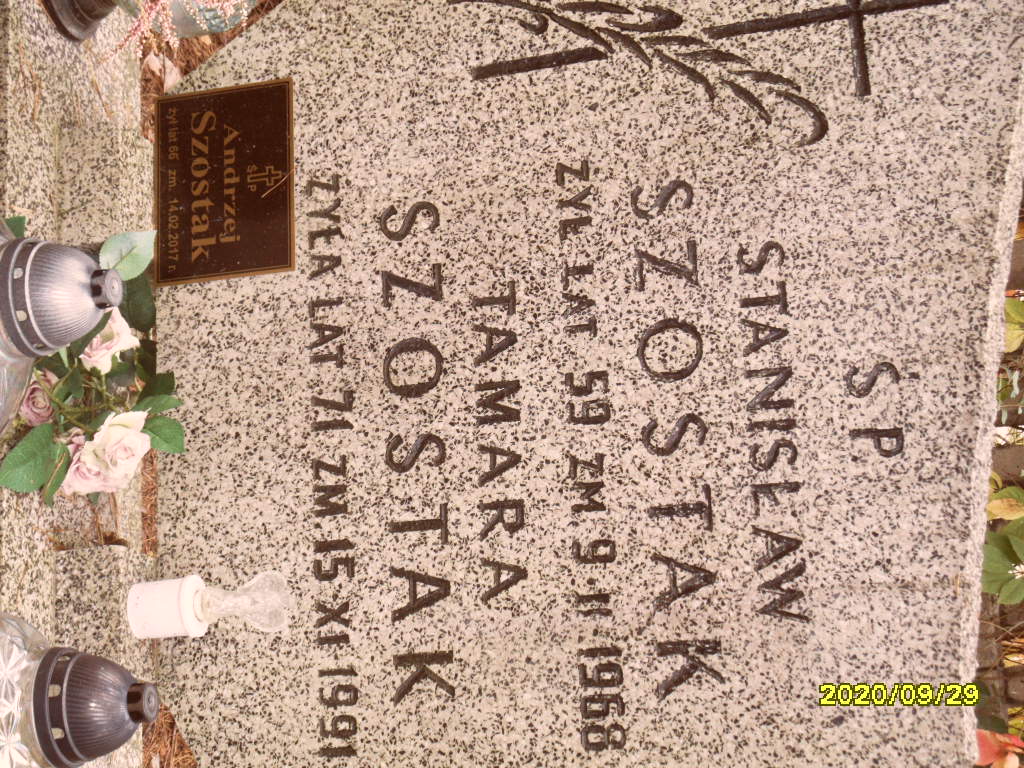 ŚP
STANISŁAW
SZOSTAK
ŻYŁ LAT 59 ZM 9.II.1968
TAMARA
SZOSTAK
ŻYŁA LAT 71 ZM.15.XI 1991
ŚP
Andrzej
Szostak
żył lat 66 zm. 14.02.2017 r.
2020/09/29